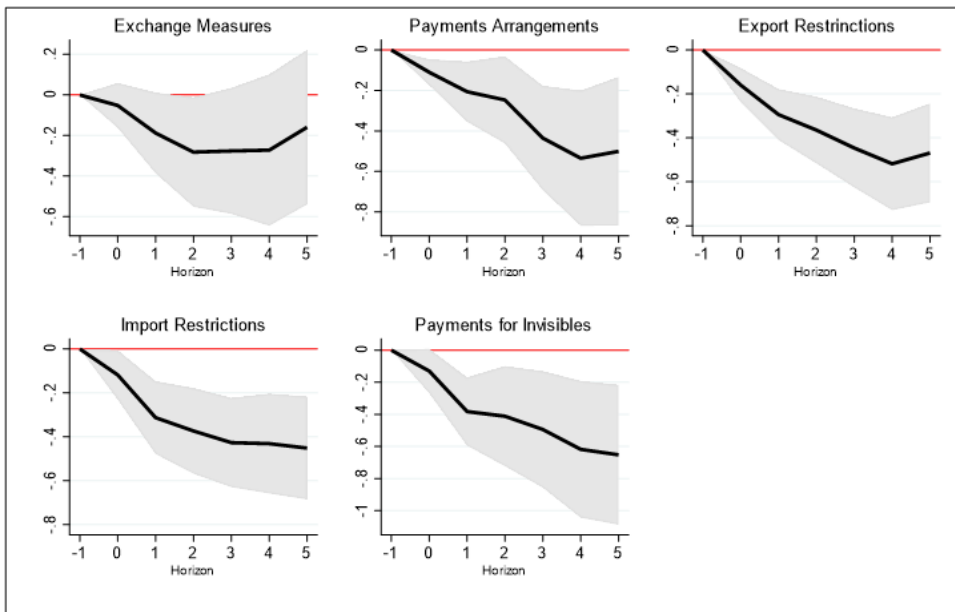 Exchange Measures
.2
0
-.2
-.4
-.6
-1 0 1 2 3 4 5
Horizon
Payments Arrangements
0
-.2
-.4
-.6
-.8
-1 0 1 2 3 4 5
Horizon
Export Restrinctions
0
-.2
-.4
-.6
-.8
-1 0 1 2 3 4 5
Horizon
Import Restrictions
0
-.2
-.4
-.6
-.8
-1 0 1 2 3 4 5
Horizon
Payments for Invisibles
0
-.2
-.4
-.6
-.8
-1
-1 0 1 2 3 4 5
Horizon